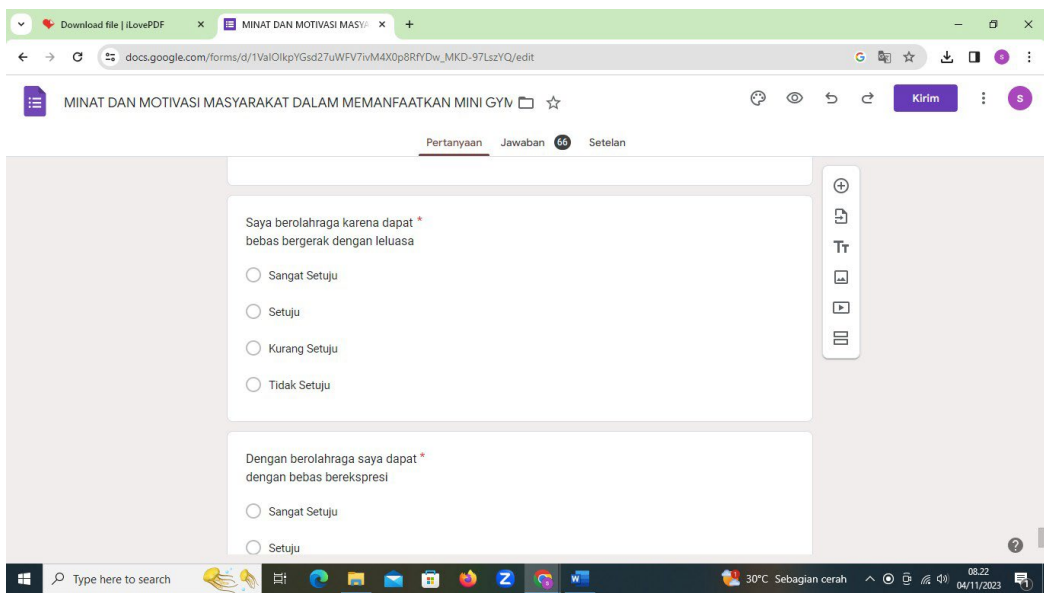 Download file | iLovePDF
MINAT DAN MOTIVASI MASYA
docs.google.com/forms/d/1ValOlkpYGsd27uWFV7ivM4X0p8RfYDw_MKD-97LszYQ/edit
MINAT DAN MOTIVASI MASYARAKAT DALAM MEMANFAATKAN MINI GYM
Kirim
S
Pertanyaan Jawaban 66 Setelan
Saya berolahraga karena dapat *
bebas bergerak dengan leluasa
Sangat Setuju
Setuju
Kurang Setuju
Tidak Setuju
Dengan berolahraga saya dapat *
dengan bebas berekspresi
Sangat Setuju
Setuju
Type here to search
30°C Sebagian cerah
08.22
04/11/2023